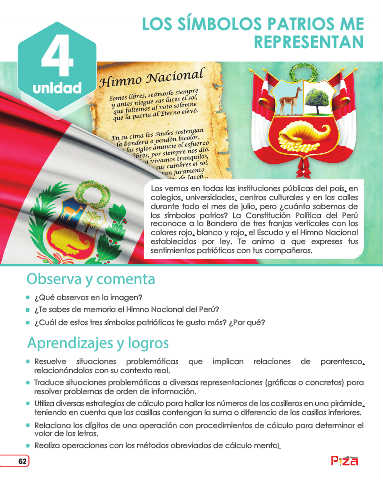 LOS SÍMBOLOS PATRIOS ME
REPRESENTAN
4
unidad
Himno Nacional
Somos libres, seámoslo siempre
y antes niegue sus luces el sol,
que faltemos al voto solemne
que la patria al Eterno elevó.
En su cima los Andes sostengan
la bandera o pendón bicolor,
los siglos anuncie el esfuerzo
libres, por siempre nos dio.
vivamos tranquilos,
sus cumbres el sol,
juramento
Los vemos en todas las instituciones públicas del país, en
colegios, universidades, centros culturales y en las calles
durante todo el mes de julio, pero ¿cuánto sabemos de
los símbolos patrios? La Constitución Política del Perú
reconoce a la Bandera de tres franjas verticales con los
colores rojo, blanco y rojo, el Escudo y el Himno Nacional
establecidos por ley. Te animo a que expreses tus
sentimientos patrióticos con tus compañeros.
Observa y comenta
¿Qué observas en la imagen?
¿Te sabes de memoria el Himno Nacional del Perú?
¿Cuál de estos tres símbolos patrióticos te gusta más? ¿Por qué?
Aprendizajes y logros
Resuelve situaciones problemáticas que implican relaciones de parentesco,
relacionándolos con su contexto real.
Traduce situaciones problemáticas a diversas representaciones (gráficas o concretas) para
resolver problemas de orden de información.
Utiliza diversas estrategias de cálculo para hallar los números de los casilleros en una pirámide,
teniendo en cuenta que las casillas contengan la suma o diferencia de las casillas inferiores.
Relaciona los dígitos de una operación con procedimientos de cálculo para determinar el
valor de las letras.
Realiza operaciones con los métodos abreviados de cálculo mental.
62